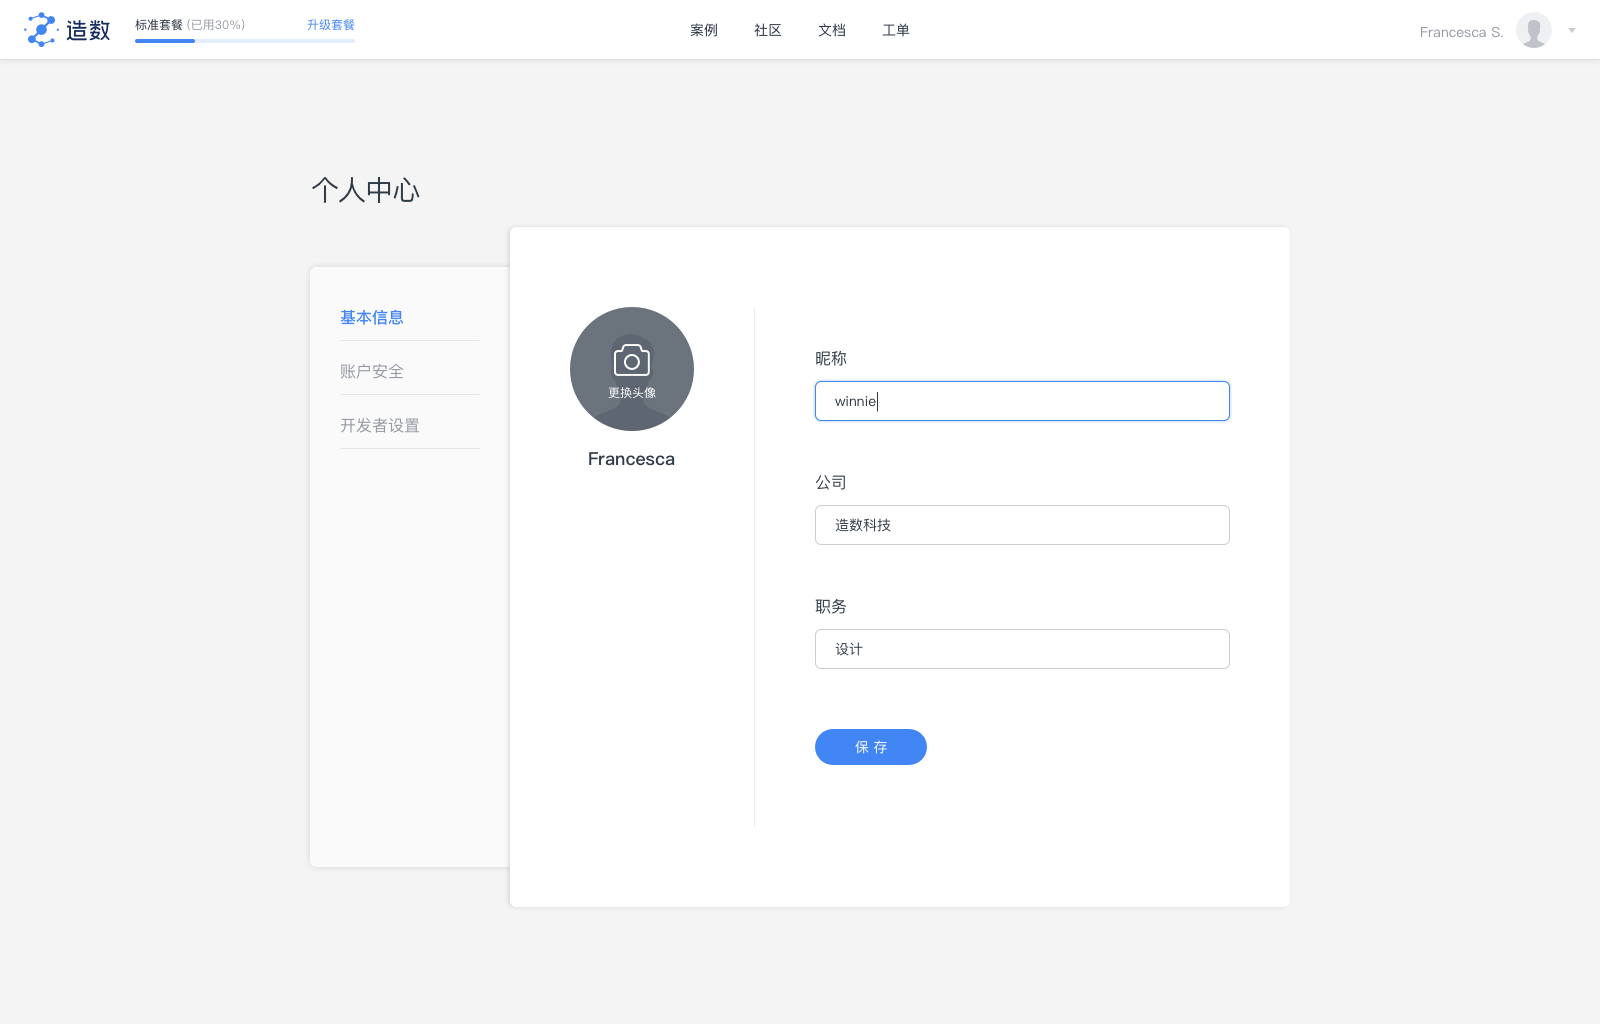 造数
标准套餐 (已用30%) 升级套餐
案例 社区 文档 工单
Francesca S.
个人中心
基本信息
账户安全
开发者设置
更换头像
Francesca
昵称
winnie
公司
造数科技
职务
设计
保 存